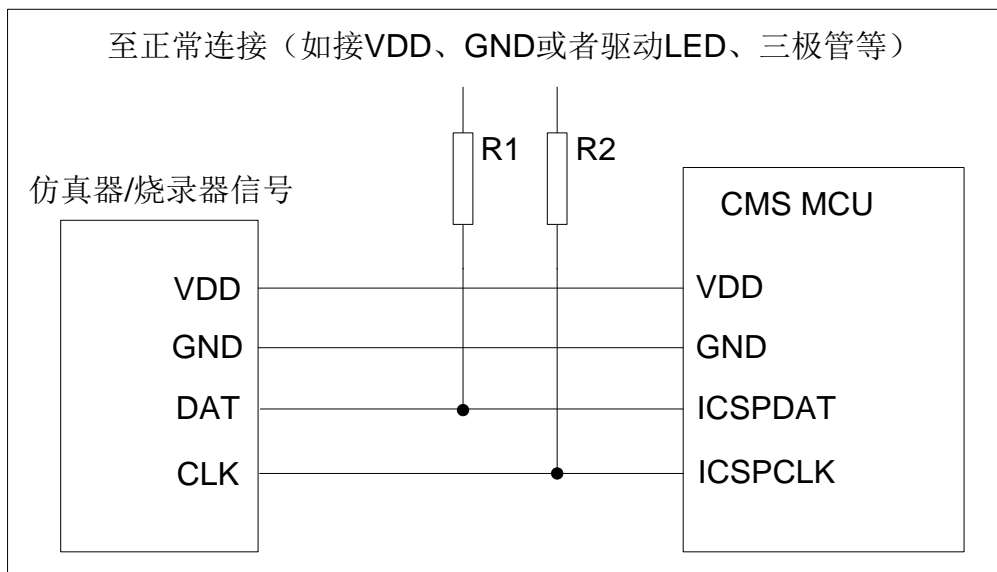 至正常连接（如接VDD、GND或者驱动LED、三极管等）
R1
R2
仿真器/烧录器信号
CMS MCU
VDD
VDD
GND
GND
DAT
ICSPDAT
CLK
ICSPCLK